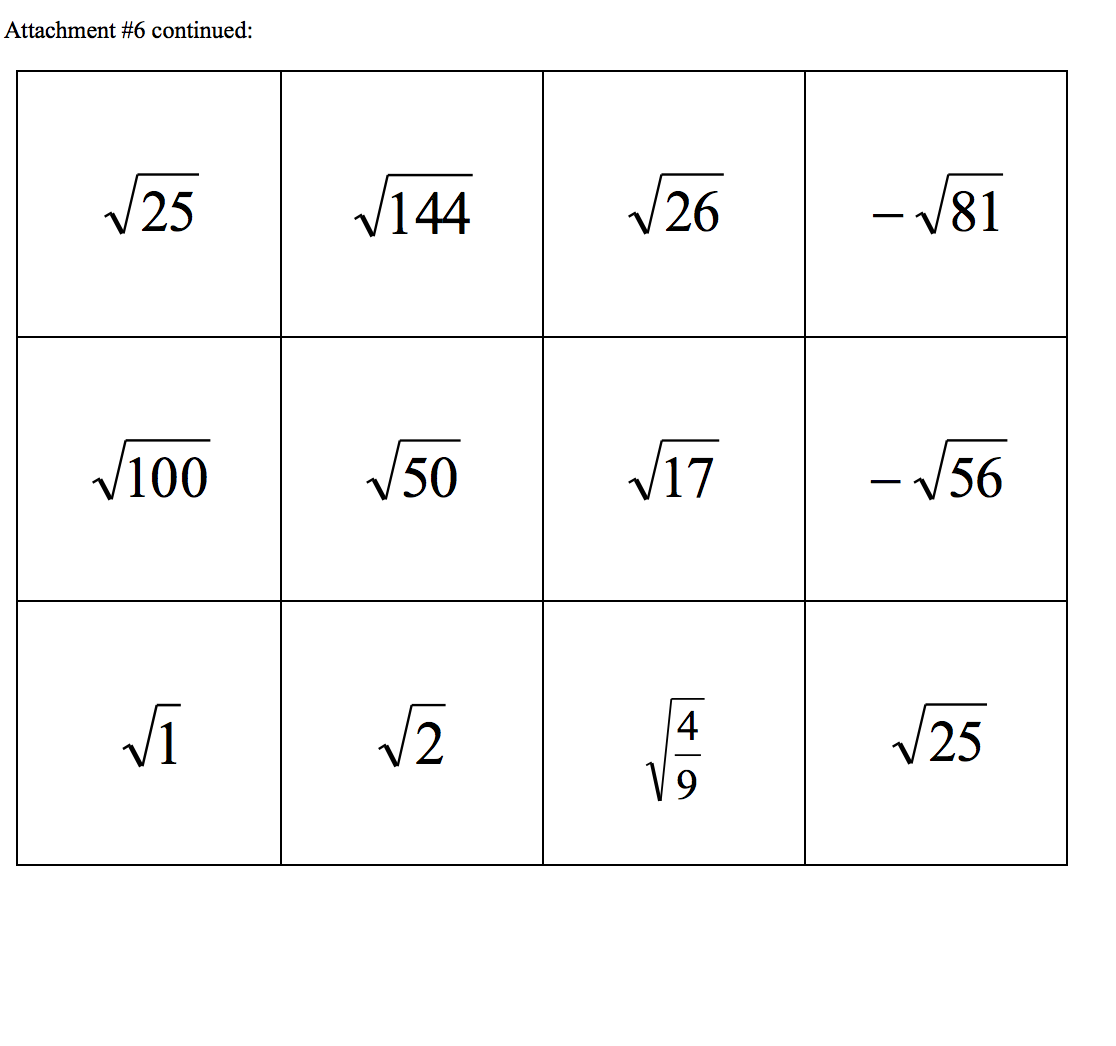 Attachment #6 continued:
√25 √144 √26 –√81
√100 √50 √17 –√56
√1 √2 √(4/9) √25